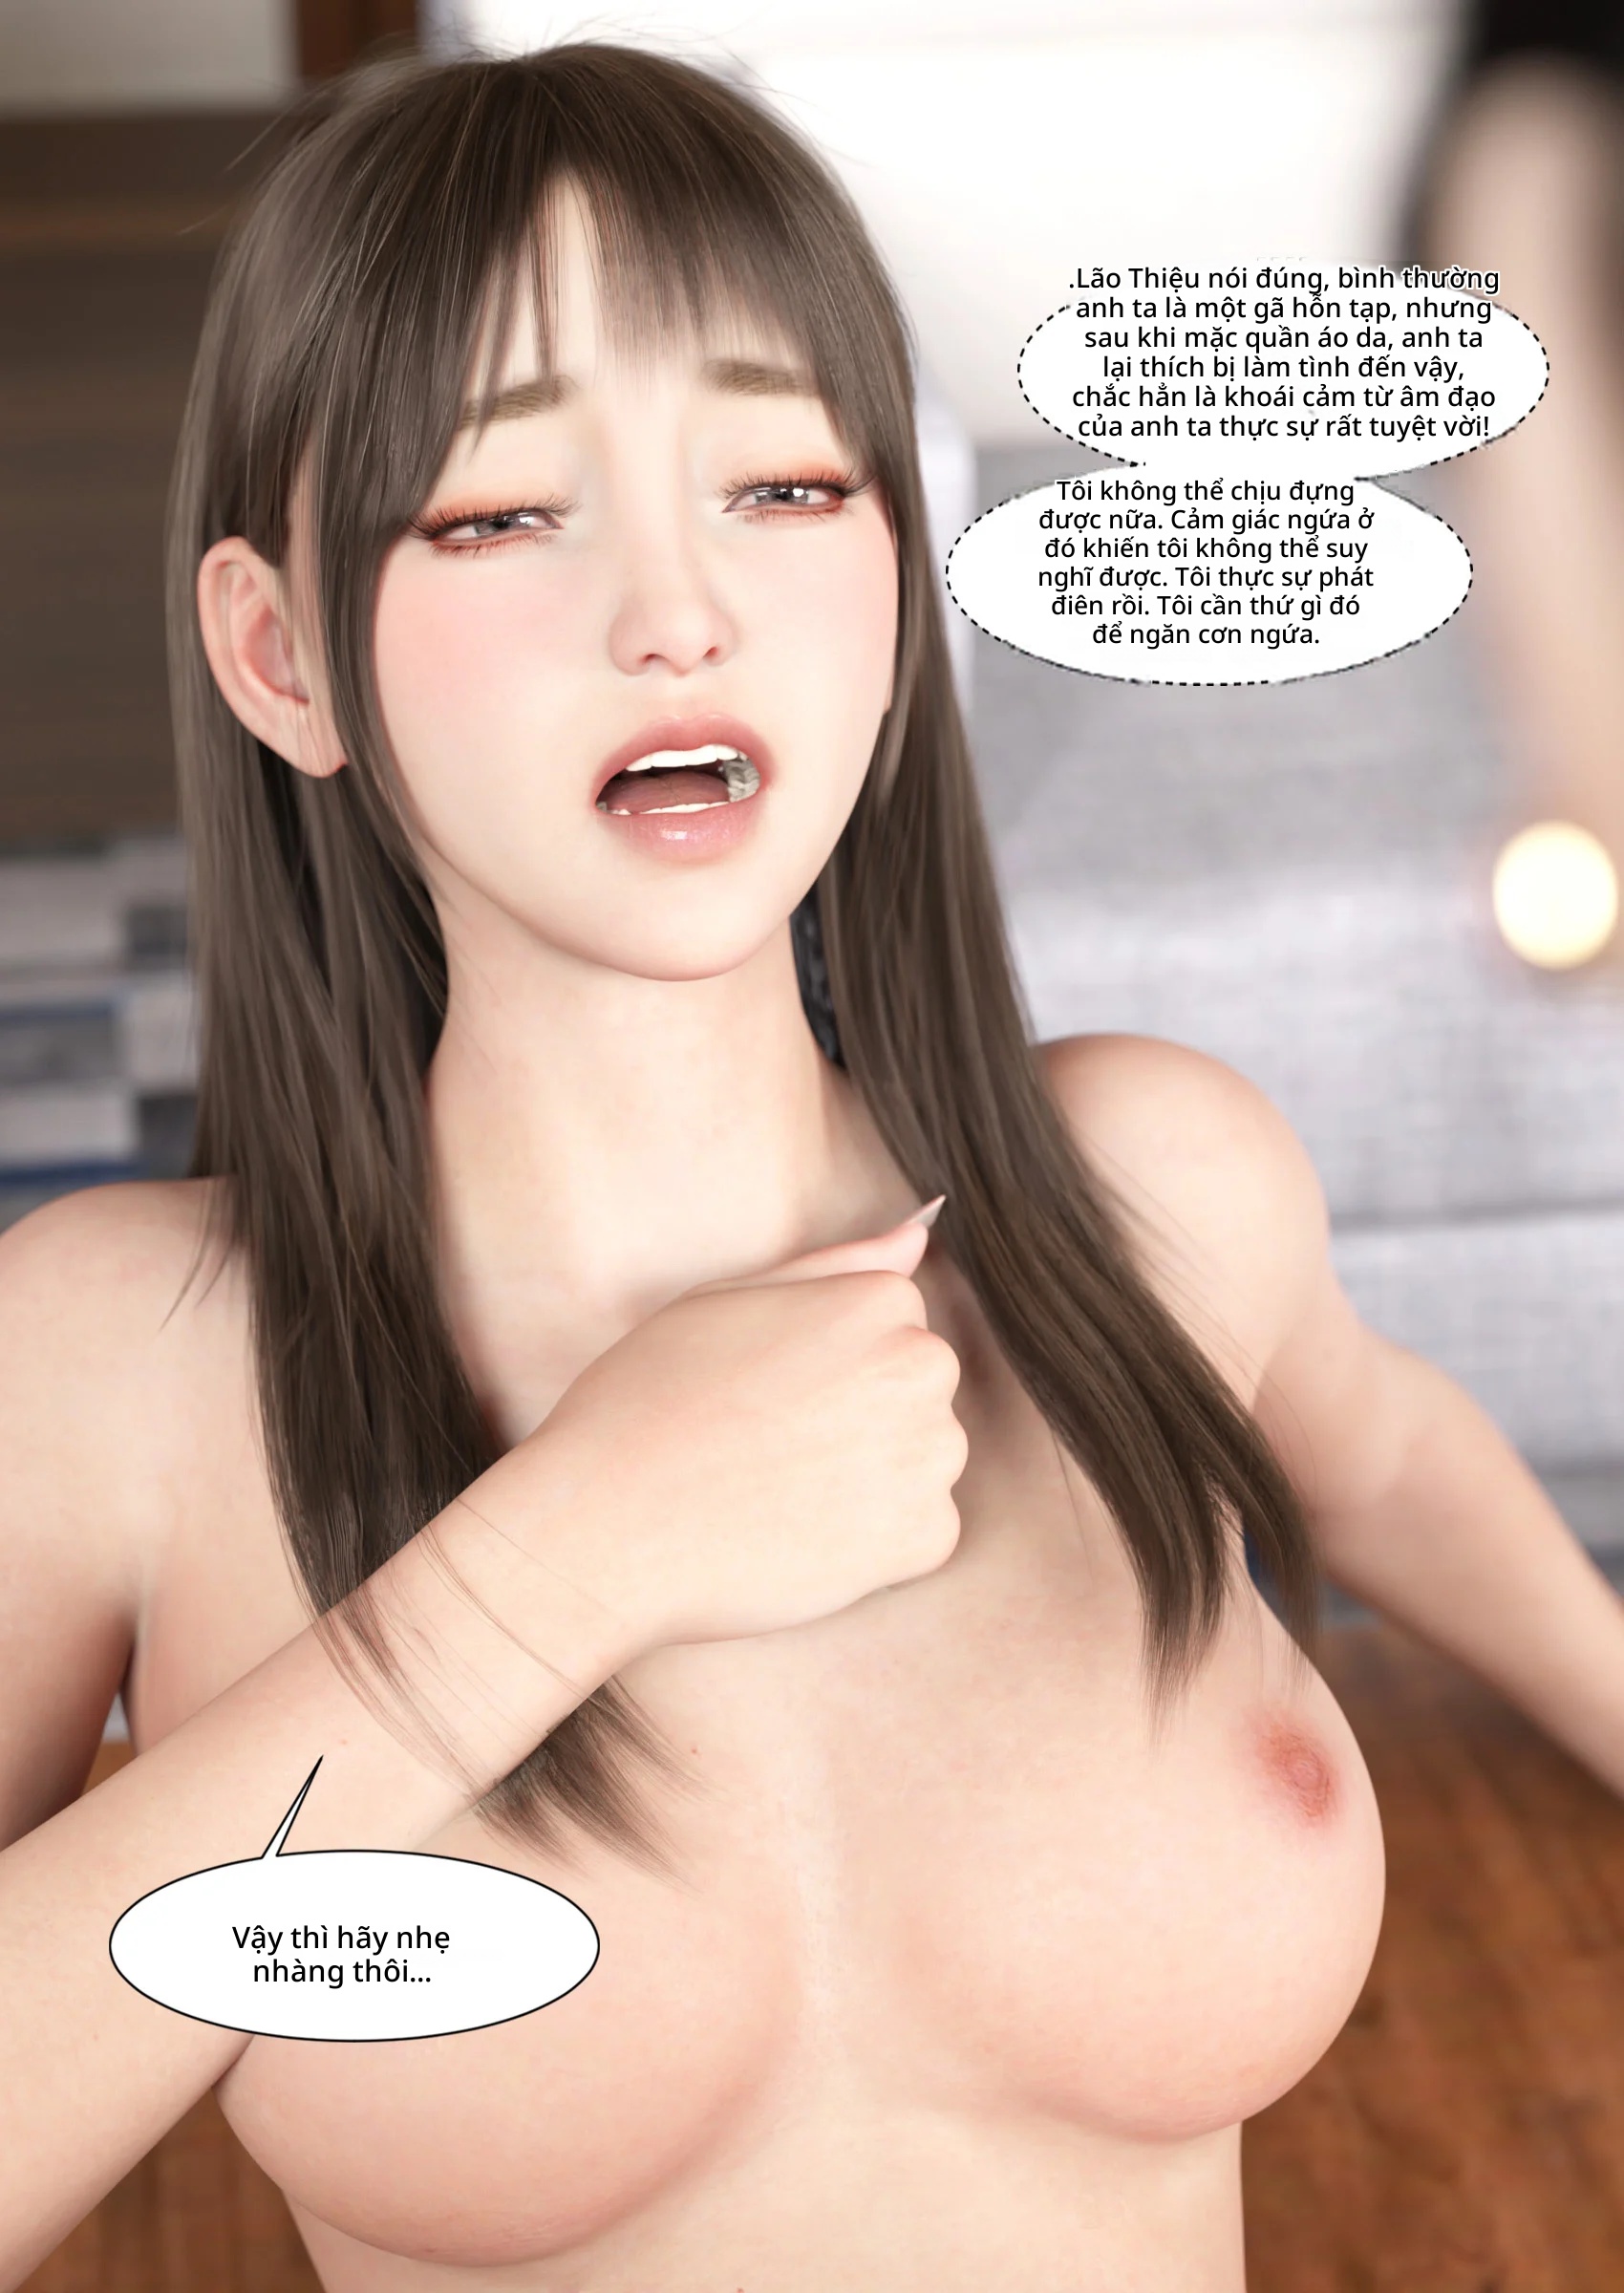 .Lão Thiệu nói đúng, bình thường
anh ta là một gã hỗn tạp, nhưng
sau khi mặc quần áo da, anh ta
lại thích bị làm tình đến vậy,
chắc hẳn là khoái cảm từ âm đạo
của anh ta thực sự rất tuyệt vời!
Tôi không thể chịu đựng
được nữa. Cảm giác ngứa ở
đó khiến tôi không thể suy
nghĩ được. Tôi thực sự phát
điên rồi. Tôi cần thứ gì đó
để ngăn cơn ngứa.
Vậy thì hãy nhẹ
nhàng thôi...